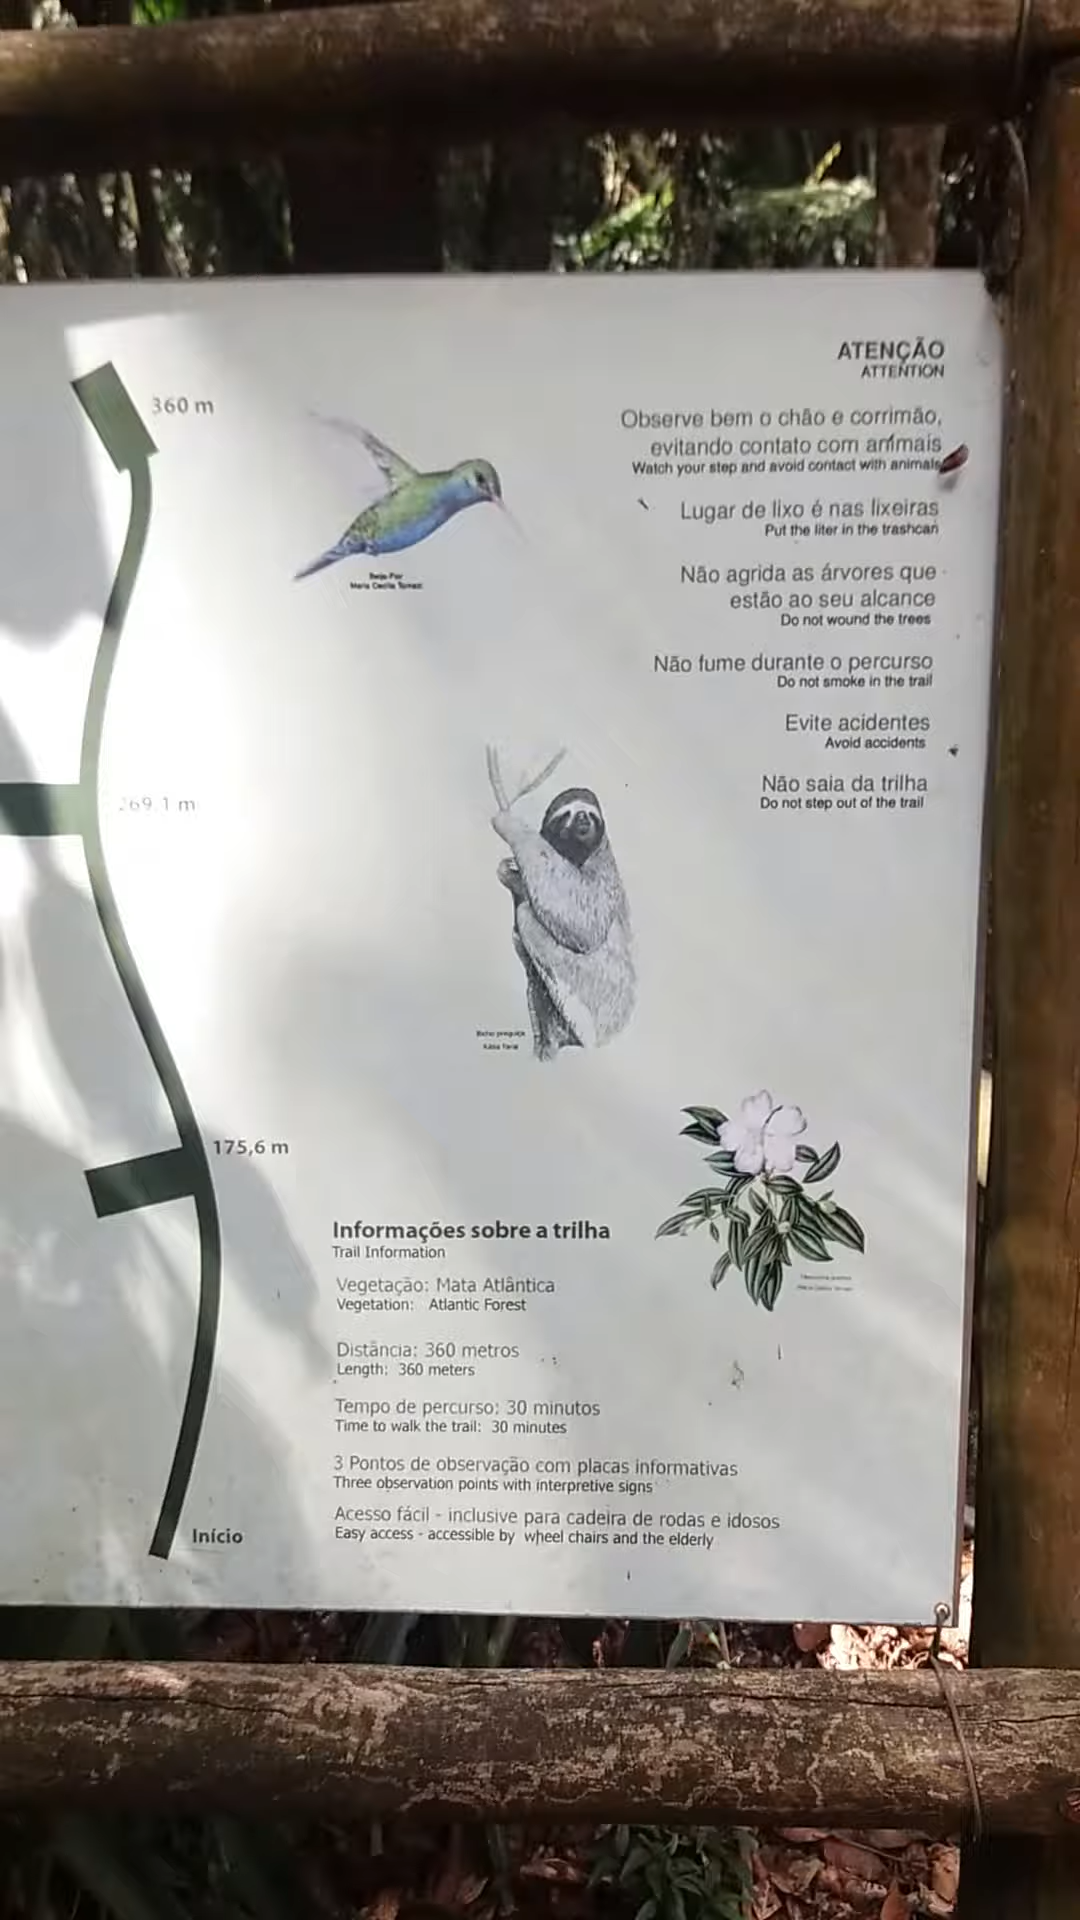 ATENÇÃO
ATTENTION
Observe bem o chão e corrimão,
evitando contato com animais
Watch your step and avoid contact with animals
Lugar de lixo é nas lixeiras
Put the liter in the trashcan
Não agrida as árvores que
estão ao seu alcance
Do not wound the trees
Não fume durante o percurso
Do not smoke in the trail
Evite acidentes
Avoid accidents
Não saia da trilha
Do not step out of the trail
360 m
Beija-Flor
Maria Cecília Tomasi
269,1 m
Bicho preguiça
175,6 m
Informações sobre a trilha
Trail Information
Vegetação: Mata Atlântica
Vegetation: Atlantic Forest
Distância: 360 metros
Length: 360 meters
Tempo de percurso: 30 minutos
Time to walk the trail: 30 minutes
3 Pontos de observação com placas informativas
Three observation points with interpretive signs
Acesso fácil - inclusive para cadeira de rodas e idosos
Easy access - accessible by wheel chairs and the elderly
Início